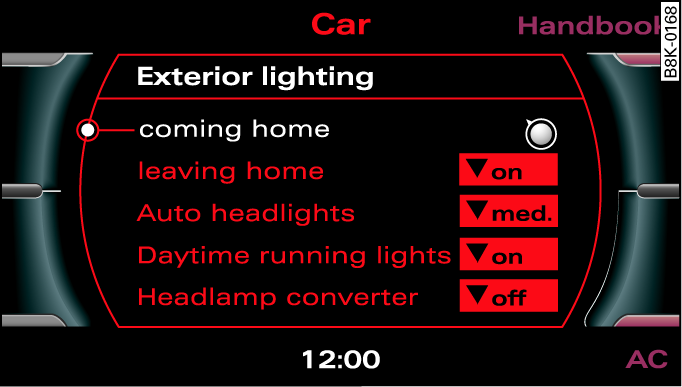 Car
Handbook
B8K-0168
Exterior lighting
coming home
leaving home on
Auto headlights med.
Daytime running lights on
Headlamp converter off
12:00
AC